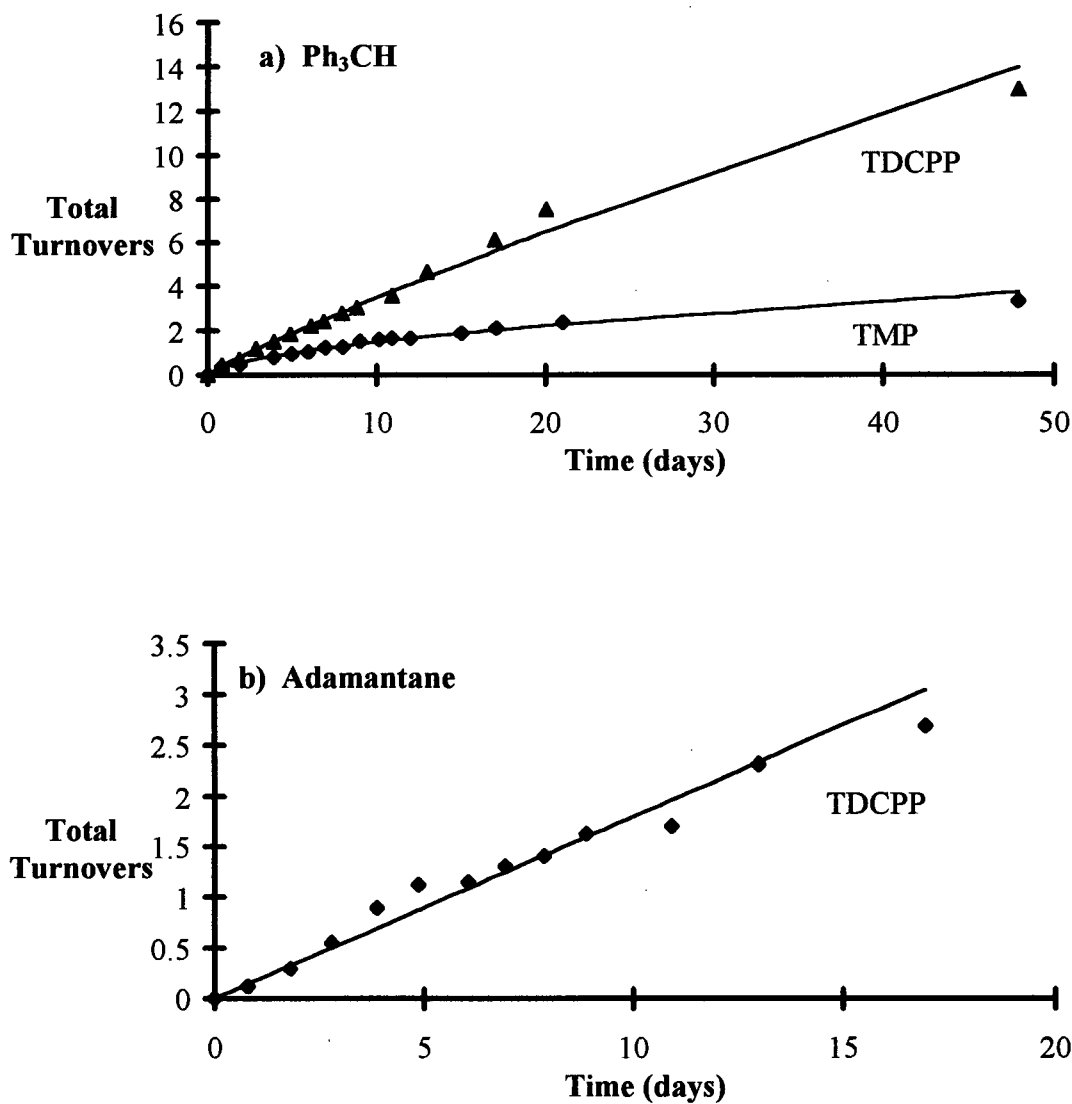 16
a) Ph₃CH
14
12
10
TDCPP
8
Total
Turnovers
6
4
2
TMP
0
0 10 20 30 40 50
Time (days)
3.5
b) Adamantane
3
2.5
2
TDCPP
Total
Turnovers
1.5
1
0.5
0
0 5 10 15 20
Time (days)